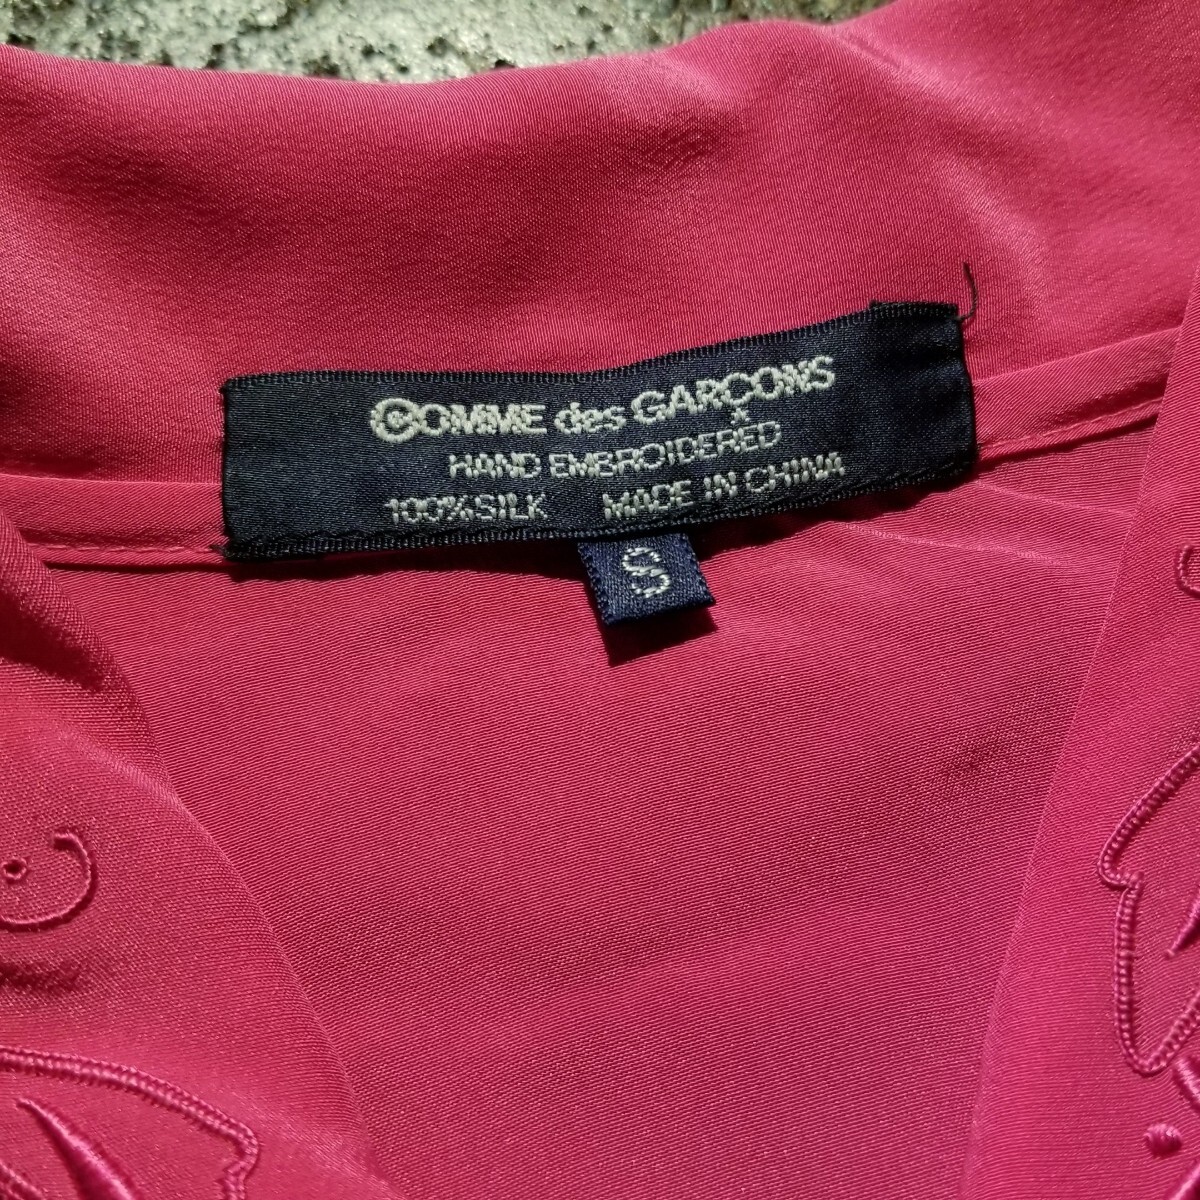 COMME des GARÇONS
HAND EMBROIDERED
100% SILK MADE IN CHINA
S